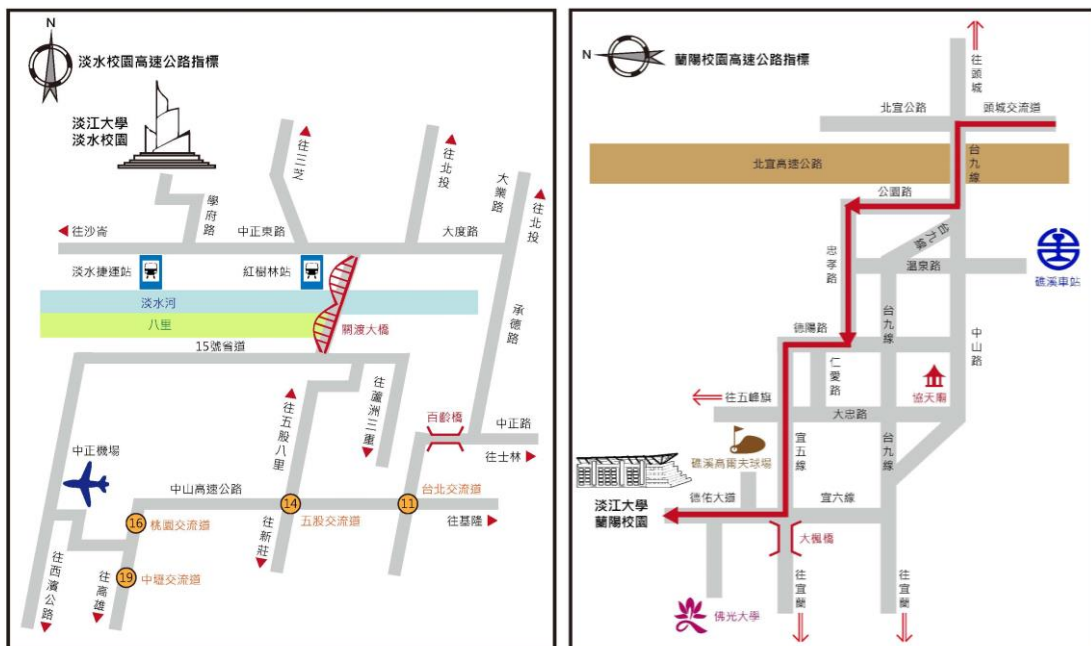 N
淡水校園高速公路指標
淡江大學
淡水校園
往三芝
往北投
大業路
往北投
學府路
往沙崙
中正東路
大度路
淡水捷運站
紅樹林站
淡水河
八里
關渡大橋
承德路
15號省道
往五股八里
往蘆洲三重
百齡橋
中正路
往士林
中正機場
中山高速公路
台北交流道
14
11
五股交流道
往基隆
16
桃園交流道
往新莊
19
中壢交流道
往西濱公路
往高雄
N
蘭陽校園高速公路指標
往頭城
北宜公路
頭城交流道
北宜高速公路
台九線
公園路
台九線
忠孝路
溫泉路
礁溪車站
德陽路
台九線
中山路
仁愛路
往五峰旗
協天廟
大忠路
宜五線
台九線
礁溪高爾夫球場
淡江大學
蘭陽校園
德佑大道
宜六線
大楓橋
往宜蘭
往宜蘭
佛光大學